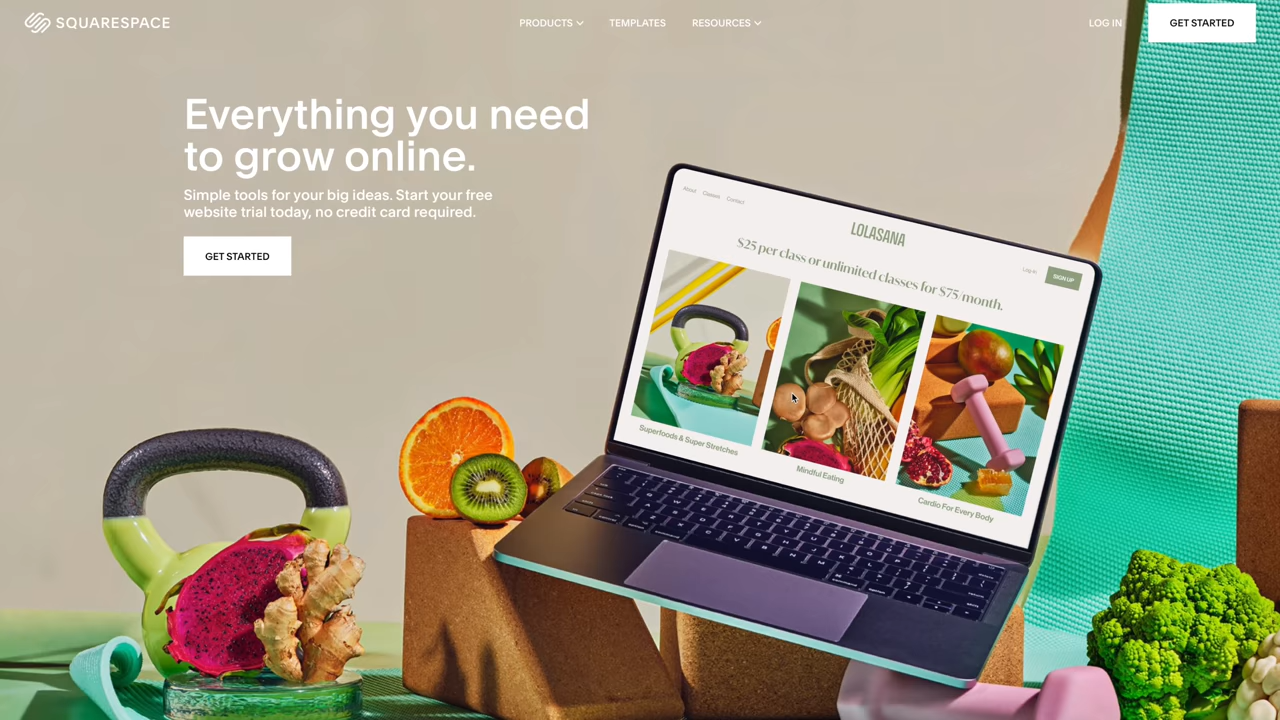 SQUARESPACE
PRODUCTS
TEMPLATES
RESOURCES
LOG IN
GET STARTED
Everything you need
to grow online.
Simple tools for your big ideas. Start your free
website trial today, no credit card required.
GET STARTED
About Classes Contact
LOLASANA
Log in
SIGN UP
$25 per class or unlimited classes for $75/month.
Superfoods & Super Stretches
Mindful Eating
Cardio For Every Body